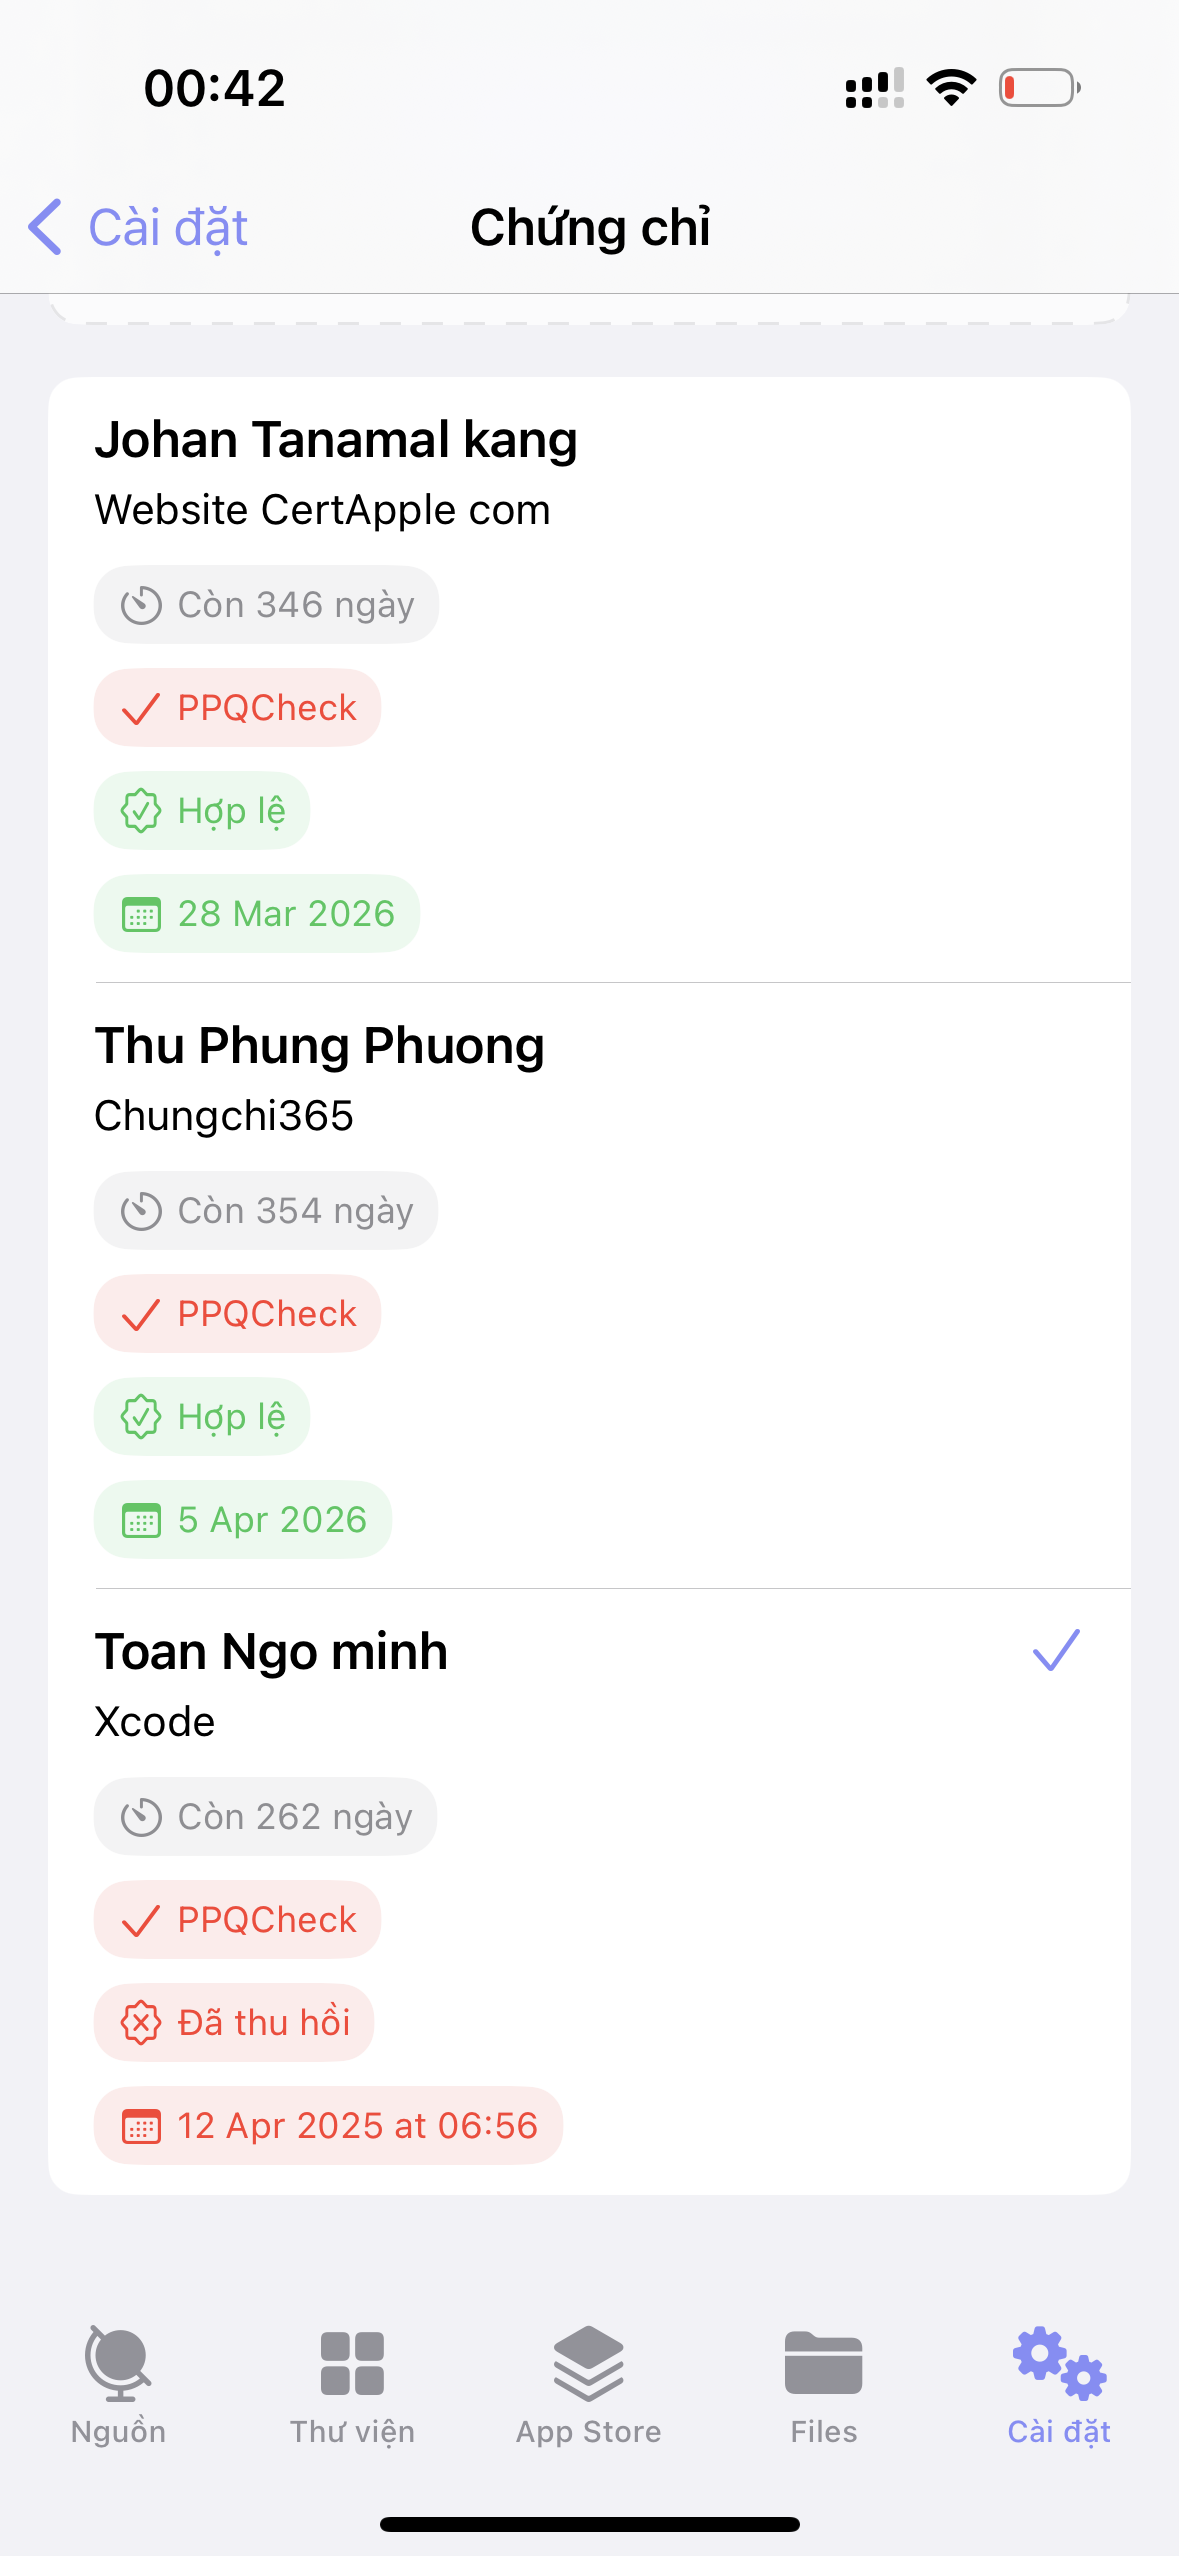 00:42
Cài đặt
Chứng chỉ
Johan Tanamal kang
Website CertApple com
Còn 346 ngày
PPQCheck
Hợp lệ
28 Mar 2026
Thu Phung Phuong
Chungchi365
Còn 354 ngày
PPQCheck
Hợp lệ
5 Apr 2026
Toan Ngo minh
Xcode
Còn 262 ngày
PPQCheck
Đã thu hồi
12 Apr 2025 at 06:56
Nguồn
Thư viện
App Store
Files
Cài đặt